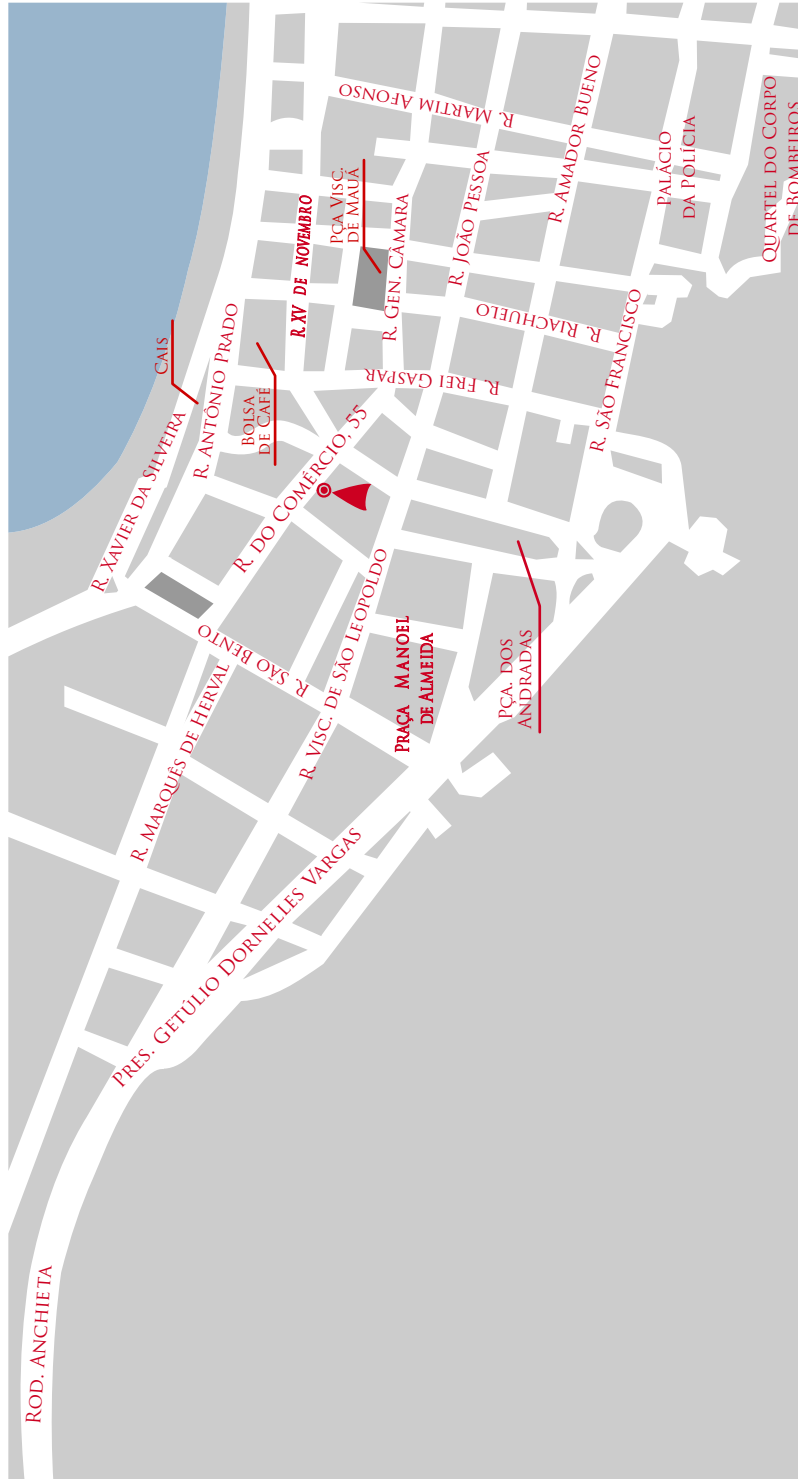 ROD. ANCHIETA
PRES. GETÚLIO DORNELLES VARGAS
R. MARQUÊS DE HERVAL
R. VISC. DE SÃO LEOPOLDO
R. SÃO BENTO
PRAÇA MANOEL
DE ALMEIDA
PÇA. DOS
ANDRADAS
R. XAVIER DA SILVEIRA
R. ANTÔNIO PRADO
CAIS
R. DO COMÉRCIO, 55
BOLSA
DE CAFÉ
R. XV DE NOVEMBRO
PÇA VISC.
DE MAUÁ
R. GEN. CÂMARA
R. FREI GASPAR
R. RIACHUELO
R. SÃO FRANCISCO
R. JOÃO PESSOA
R. MARTIM AFONSO
R. AMADOR BUENO
PALÁCIO
DA POLÍCIA
QUARTEL DO CORPO
DE BOMBEIROS